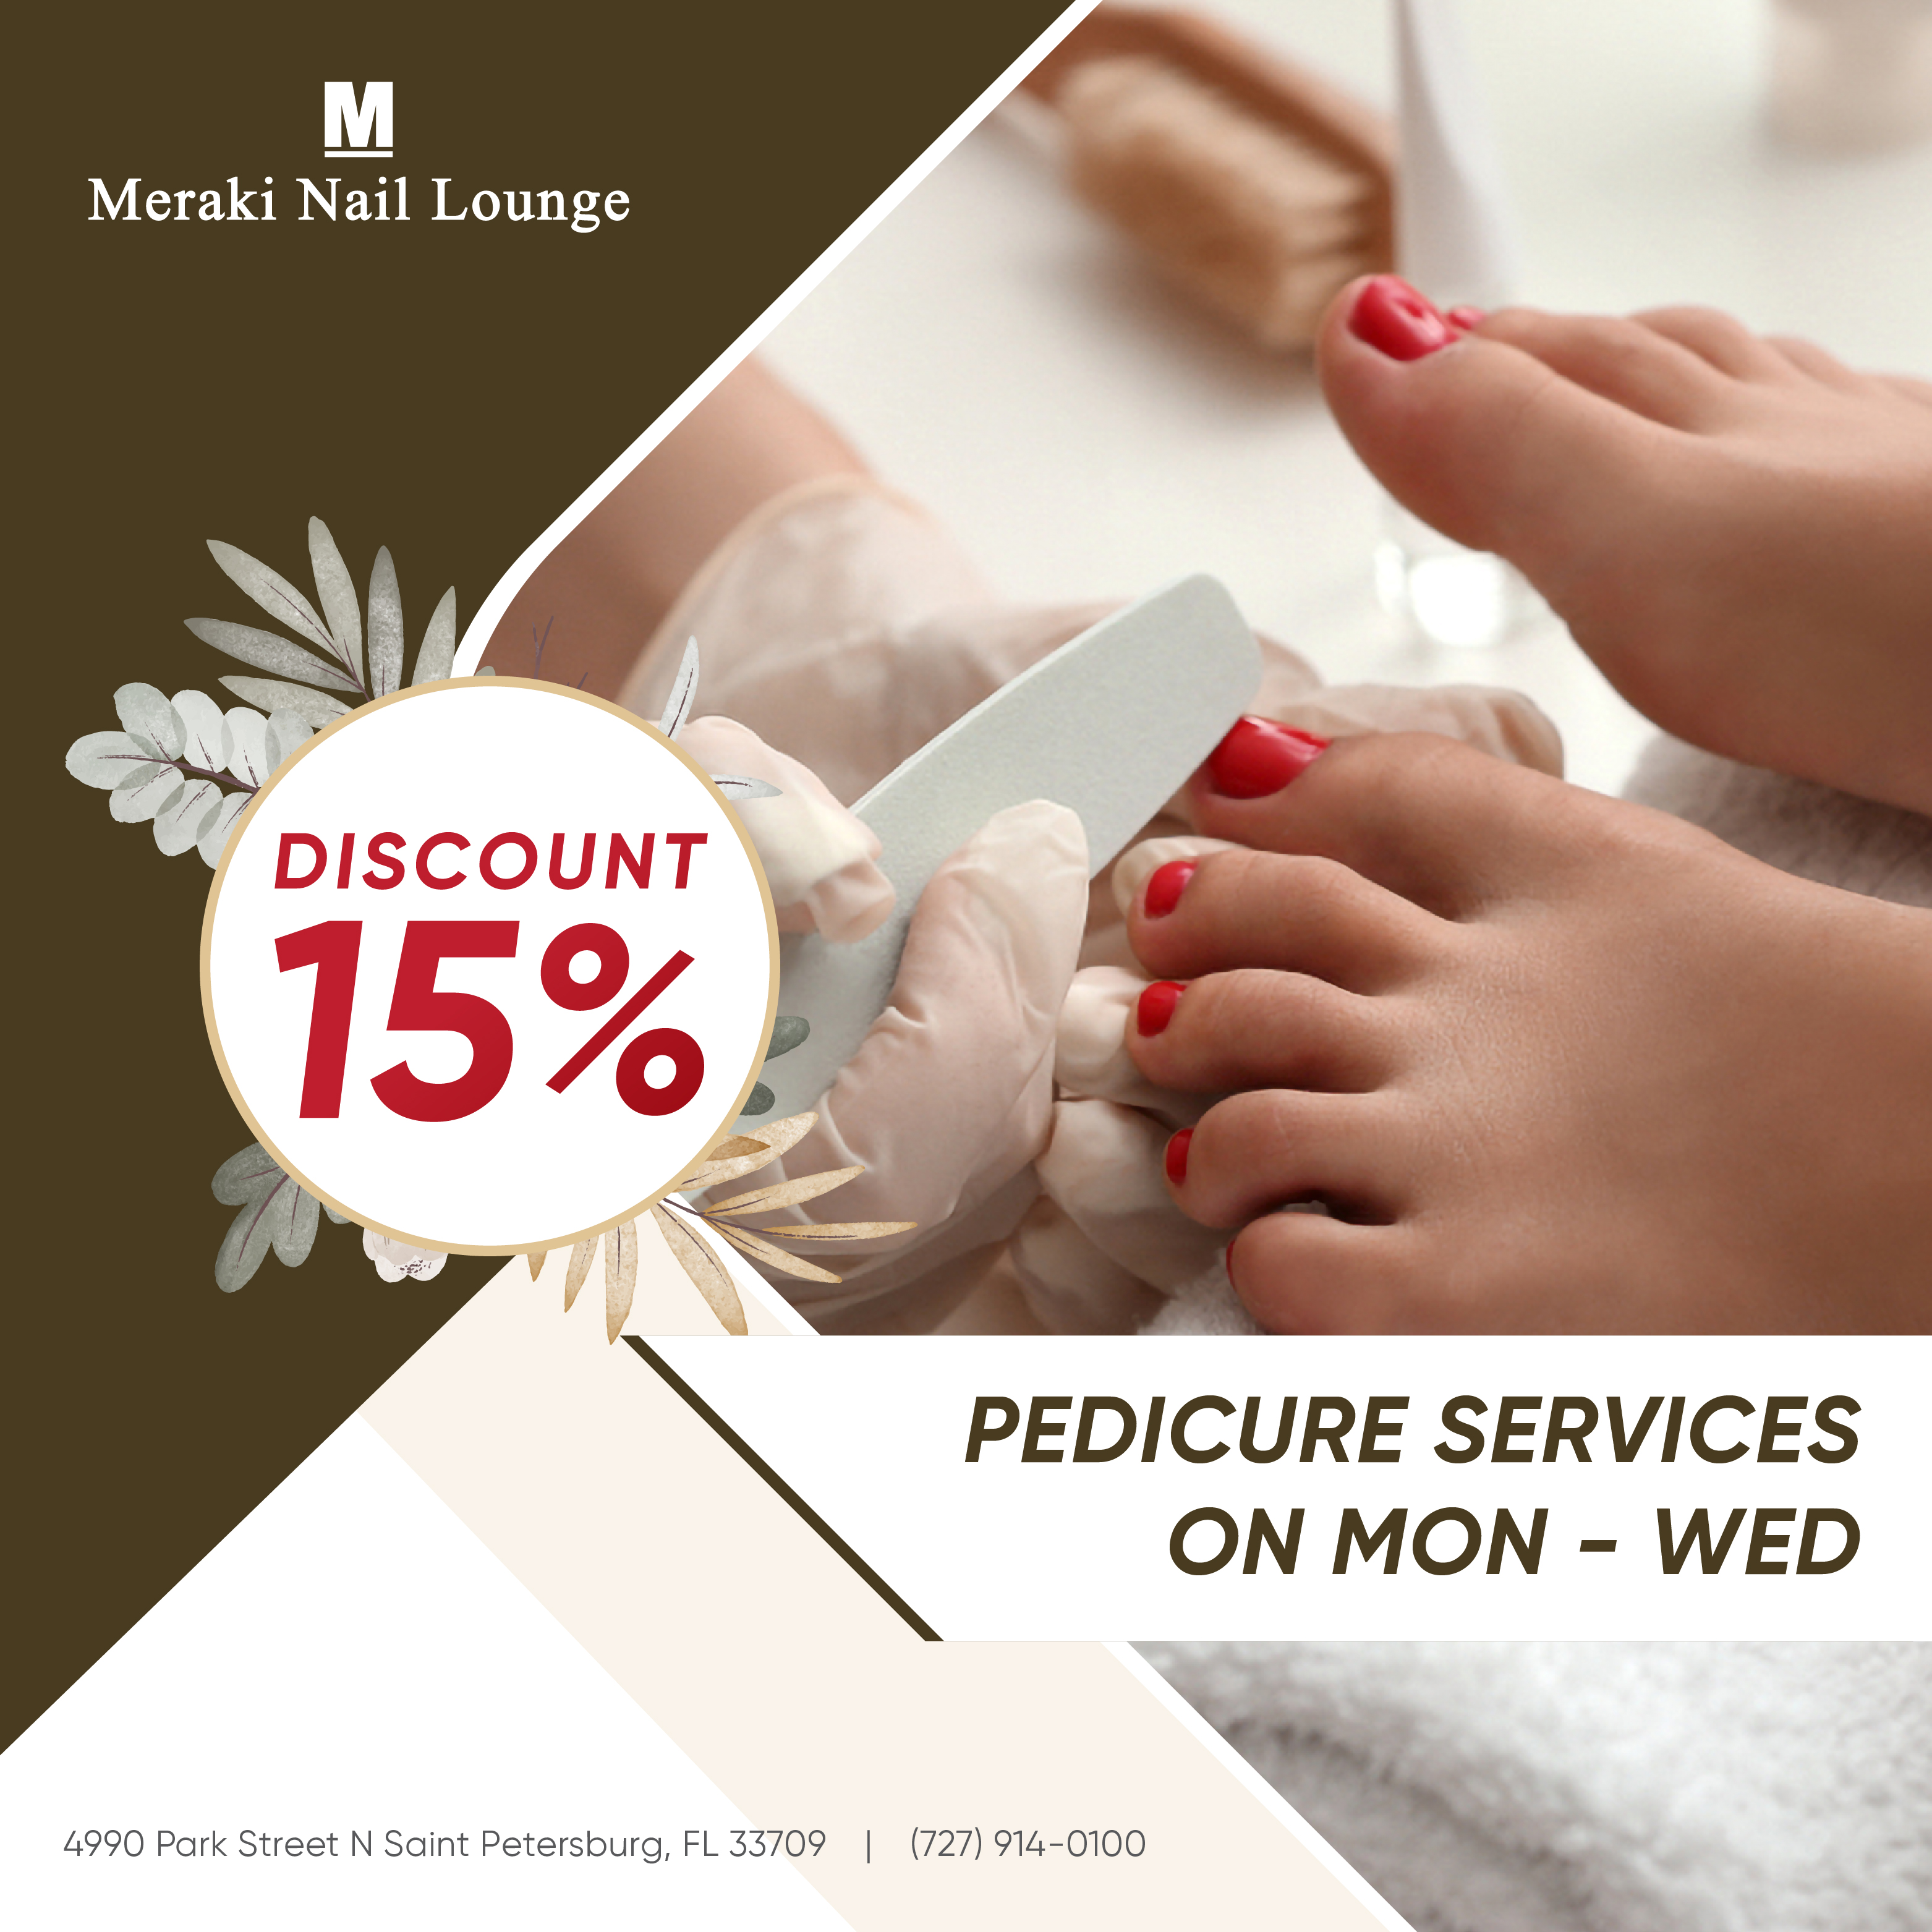 M
Meraki Nail Lounge
DISCOUNT
15%
PEDICURE SERVICES
ON MON - WED
4990 Park Street N Saint Petersburg, FL 33709 | (727) 914-0100